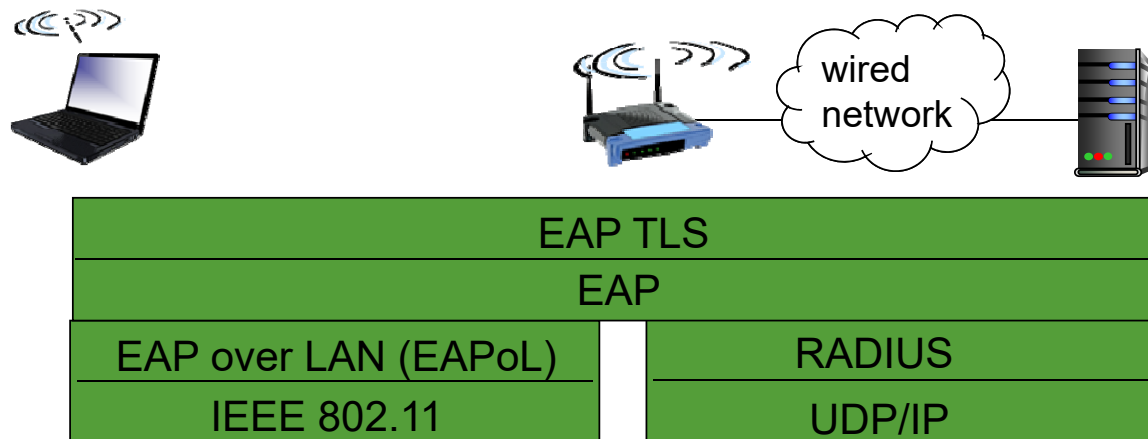 wired
network
EAP TLS
EAP
EAP over LAN (EAPoL)
RADIUS
IEEE 802.11
UDP/IP